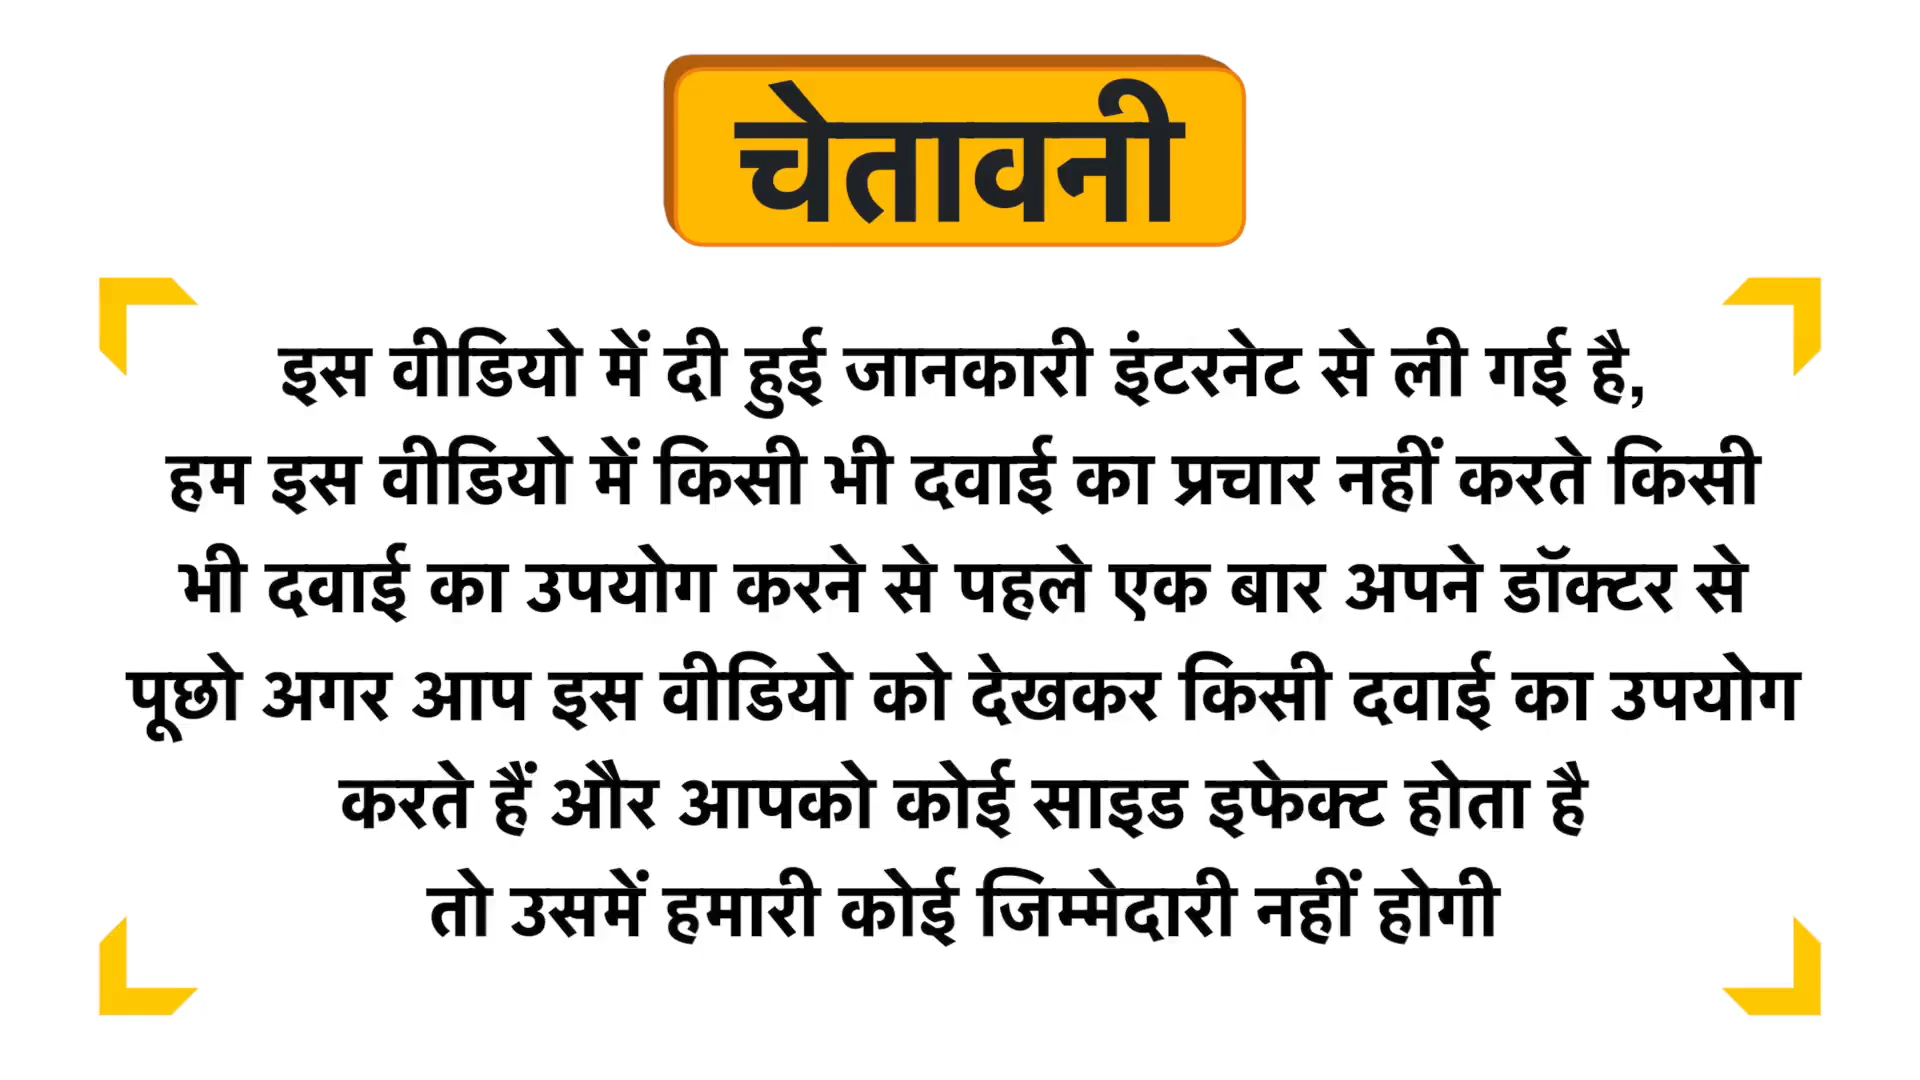 चेतावनी
इस वीडियो में दी हुई जानकारी इंटरनेट से ली गई है,
हम इस वीडियो में किसी भी दवाई का प्रचार नहीं करते किसी
भी दवाई का उपयोग करने से पहले एक बार अपने डॉक्टर से
पूछो अगर आप इस वीडियो को देखकर किसी दवाई का उपयोग
करते हैं और आपको कोई साइड इफेक्ट होता है
तो उसमें हमारी कोई जिम्मेदारी नहीं होगी